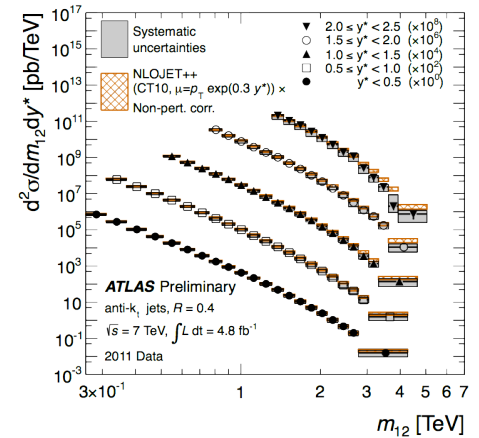 10^17
10^15
10^13
10^11
10^9
10^7
10^5
10^3
10
10^-1
10^-3
d²σ/dm₁₂dy* [pb/TeV]
Systematic
uncertainties
NLOJET++
(CT10, μ=p_T exp(0.3 y*)) ×
Non-pert. corr.
2.0 ≤ y* < 2.5 (×10^8)
1.5 ≤ y* < 2.0 (×10^6)
1.0 ≤ y* < 1.5 (×10^4)
0.5 ≤ y* < 1.0 (×10^2)
y* < 0.5 (×10^0)
ATLAS Preliminary
anti-k_t jets, R = 0.4
√s = 7 TeV, ∫L dt = 4.8 fb^-1
2011 Data
3×10^-1 1 2 3 4 5 6 7
m₁₂ [TeV]